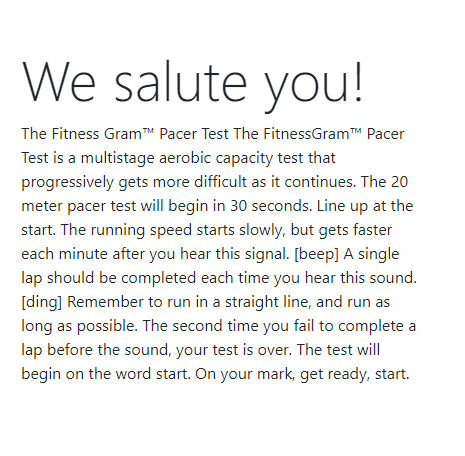 We salute you!
The Fitness Gram™ Pacer Test The FitnessGram™ Pacer
Test is a multistage aerobic capacity test that
progressively gets more difficult as it continues. The 20
meter pacer test will begin in 30 seconds. Line up at the
start. The running speed starts slowly, but gets faster
each minute after you hear this signal. [beep] A single
lap should be completed each time you hear this sound.
[ding] Remember to run in a straight line, and run as
long as possible. The second time you fail to complete a
lap before the sound, your test is over. The test will
begin on the word start. On your mark, get ready, start.